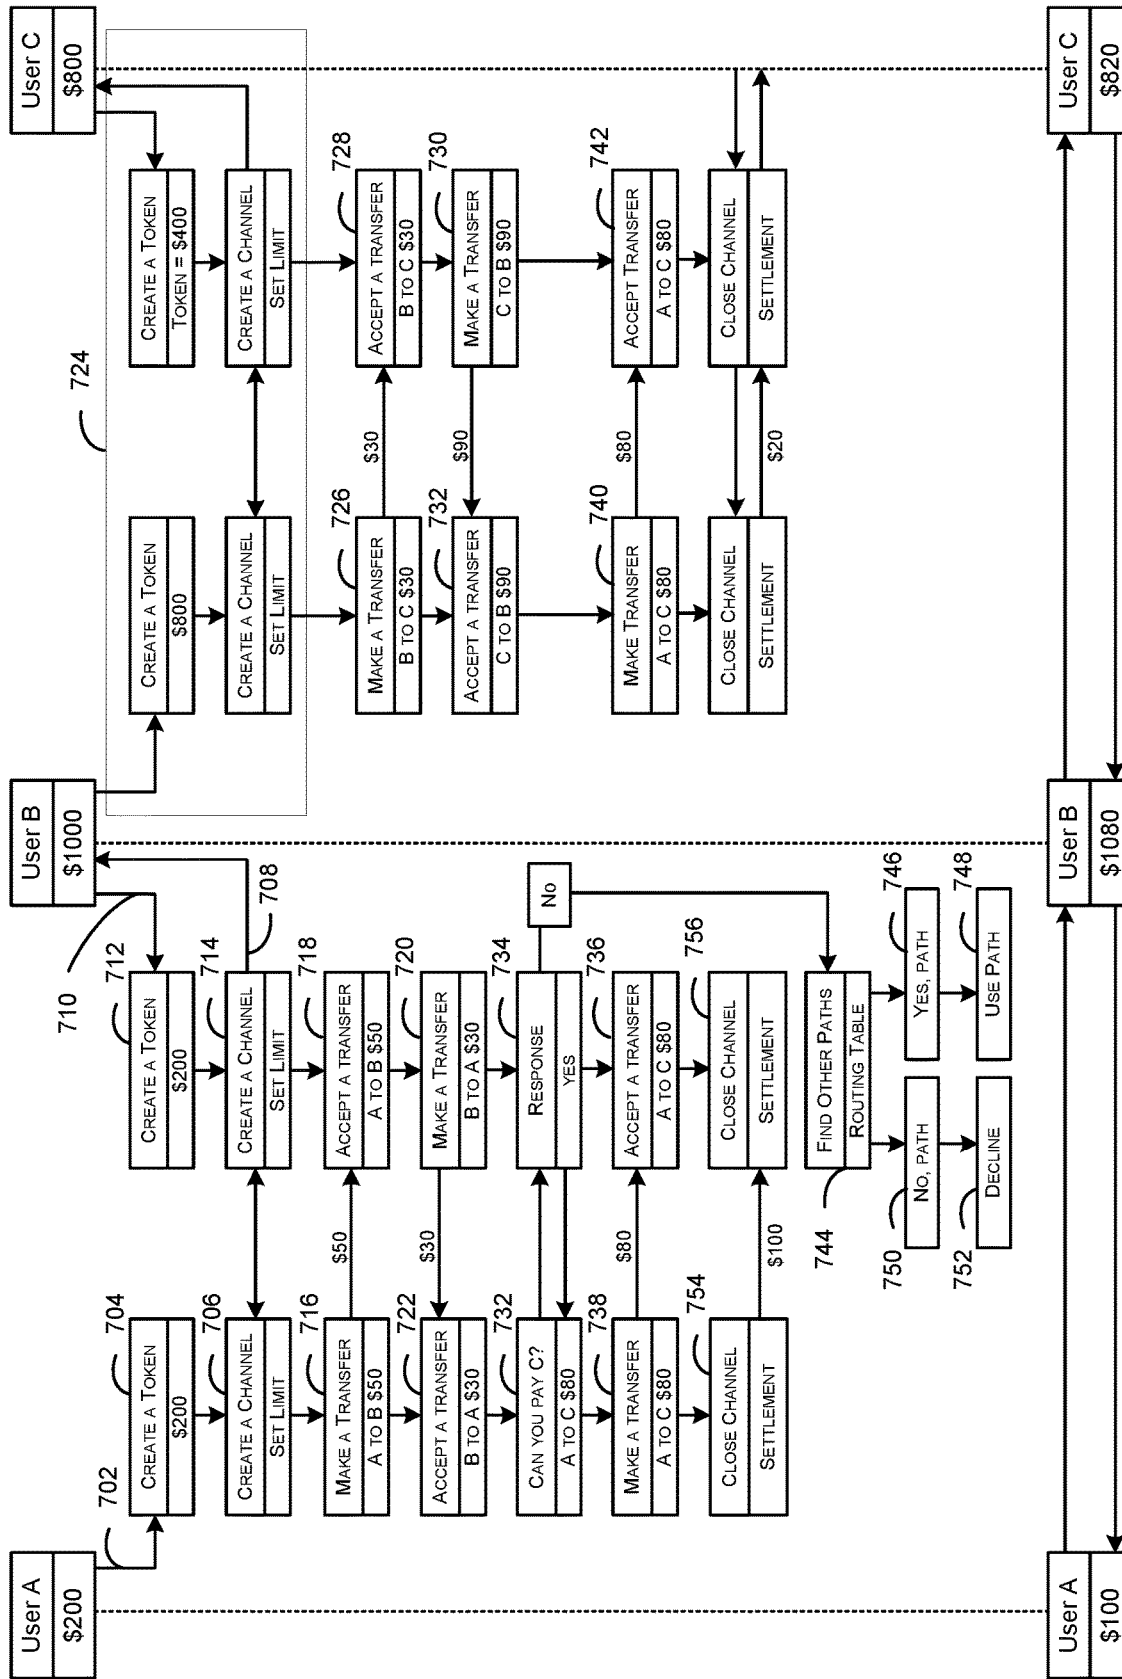 User A
$200
User B
$1000
User C
$800
702
704
CREATE A TOKEN
$200
706
CREATE A CHANNEL
SET LIMIT
716
MAKE A TRANSFER
A TO B $50
722
ACCEPT A TRANSFER
B TO A $30
732
CAN YOU PAY C?
A TO C $80
738
MAKE A TRANSFER
A TO C $80
754
CLOSE CHANNEL
SETTLEMENT
$50
$30
$80
$100
710
712
CREATE A TOKEN
$200
714
CREATE A CHANNEL
SET LIMIT
708
718
ACCEPT A TRANSFER
A TO B $50
720
MAKE A TRANSFER
B TO A $30
734
RESPONSE
YES
No
736
ACCEPT A TRANSFER
A TO C $80
756
CLOSE CHANNEL
SETTLEMENT
744
FIND OTHER PATHS
ROUTING TABLE
750
NO, PATH
746
YES, PATH
752
DECLINE
748
USE PATH
724
CREATE A TOKEN
$800
CREATE A CHANNEL
SET LIMIT
726
MAKE A TRANSFER
B TO C $30
732
ACCEPT A TRANSFER
C TO B $90
740
MAKE TRANSFER
A TO C $80
CLOSE CHANNEL
SETTLEMENT
$30
$90
$80
$20
CREATE A TOKEN
TOKEN = $400
CREATE A CHANNEL
SET LIMIT
728
ACCEPT A TRANSFER
B TO C $30
730
MAKE A TRANSFER
C TO B $90
742
ACCEPT TRANSFER
A TO C $80
CLOSE CHANNEL
SETTLEMENT
User A
$100
User B
$1080
User C
$820